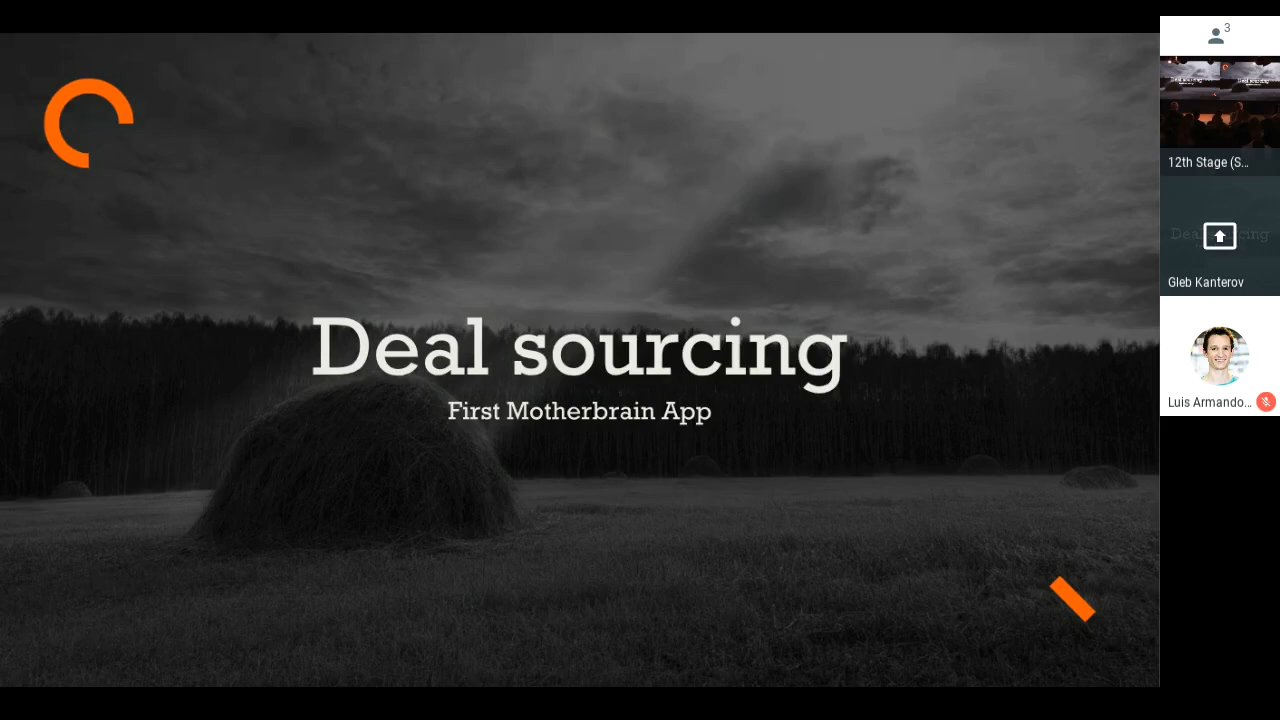 Deal sourcing
First Motherbrain App
3
12th Stage (S...
Gleb Kanterov
Luis Armando...